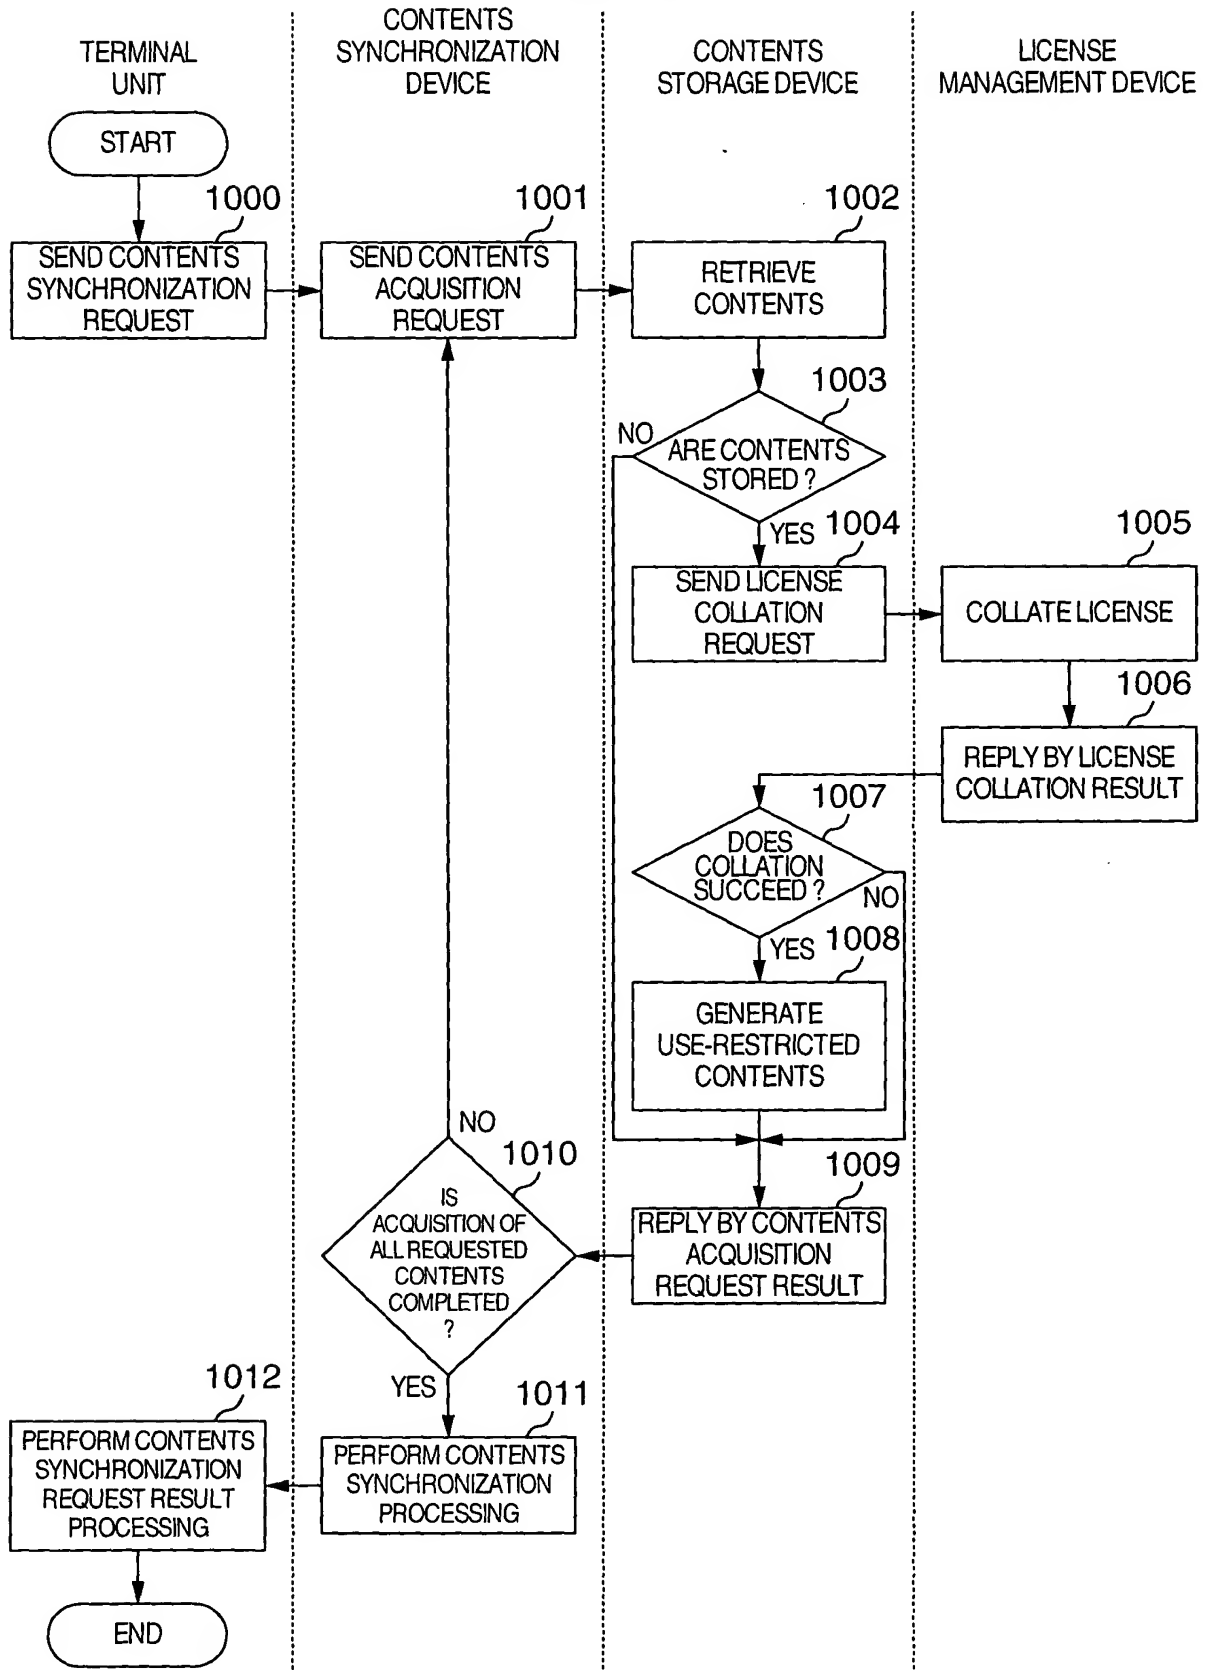 TERMINAL
UNIT
CONTENTS
SYNCHRONIZATION
DEVICE
CONTENTS
STORAGE DEVICE
LICENSE
MANAGEMENT DEVICE
START
1000
SEND CONTENTS
SYNCHRONIZATION
REQUEST
1001
SEND CONTENTS
ACQUISITION
REQUEST
1002
RETRIEVE
CONTENTS
1003
NO
ARE CONTENTS
STORED ?
YES
1004
SEND LICENSE
COLLATION
REQUEST
1005
COLLATE LICENSE
1006
REPLY BY LICENSE
COLLATION RESULT
1007
DOES
COLLATION
SUCCEED ?
NO
YES
1008
GENERATE
USE-RESTRICTED
CONTENTS
1009
REPLY BY CONTENTS
ACQUISITION
REQUEST RESULT
NO
1010
IS
ACQUISITION OF
ALL REQUESTED
CONTENTS
COMPLETED
?
YES
1011
PERFORM CONTENTS
SYNCHRONIZATION
PROCESSING
1012
PERFORM CONTENTS
SYNCHRONIZATION
REQUEST RESULT
PROCESSING
END